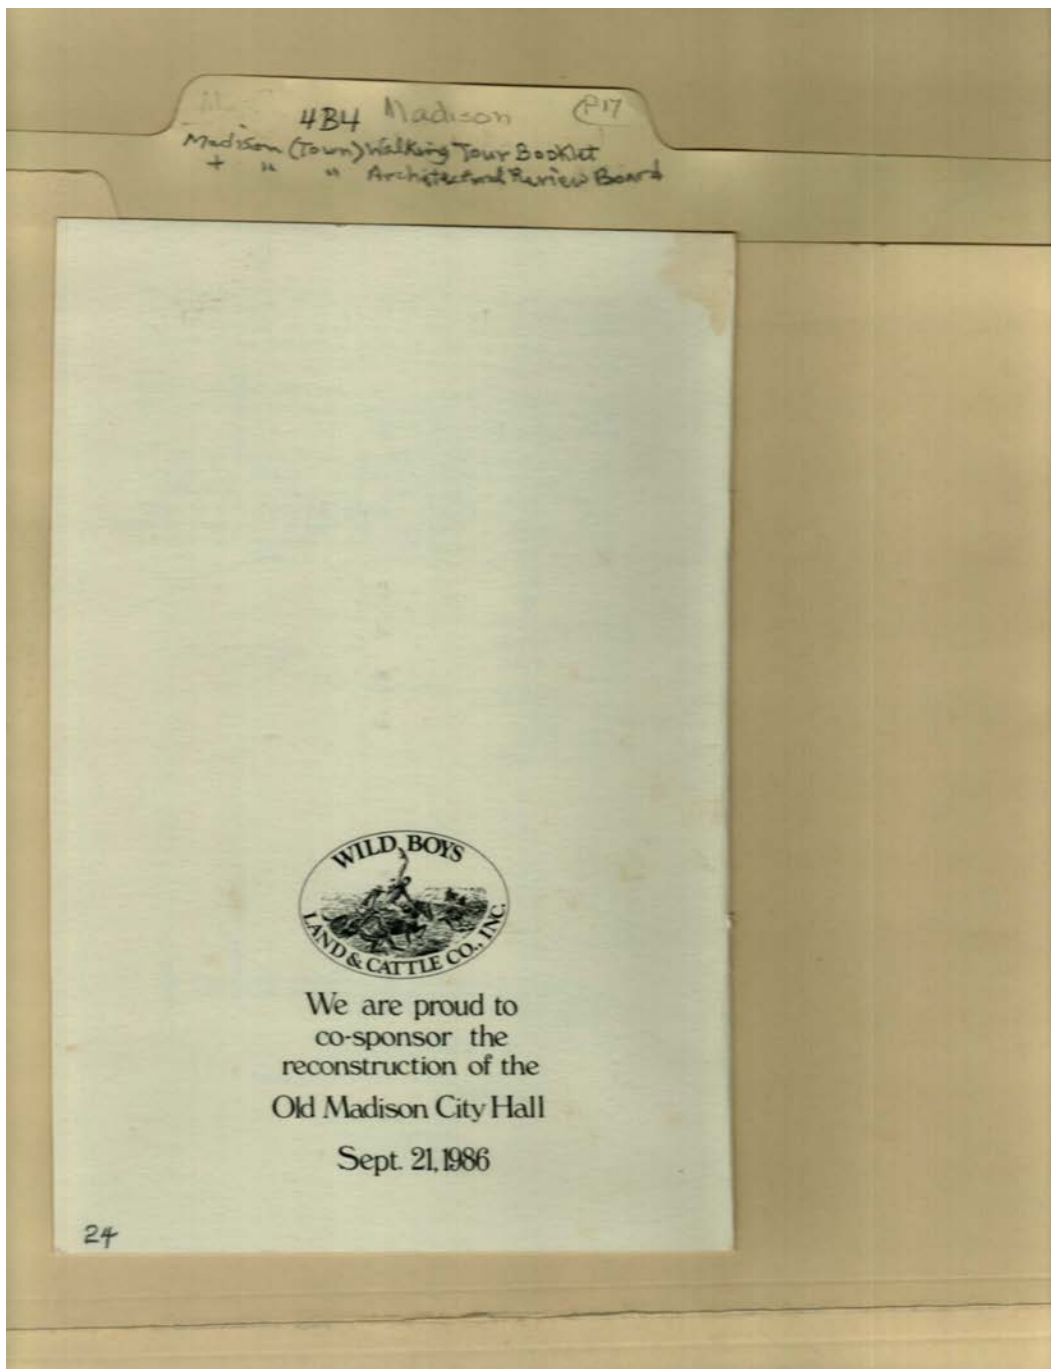 4B4 Madison P17
Madison (Town) Walking Tour Booklet
+ " " Architectural Review Board
WILD BOYS
LAND & CATTLE CO., INC.
We are proud to
co-sponsor the
reconstruction of the
Old Madison City Hall
Sept. 21, 1986
24